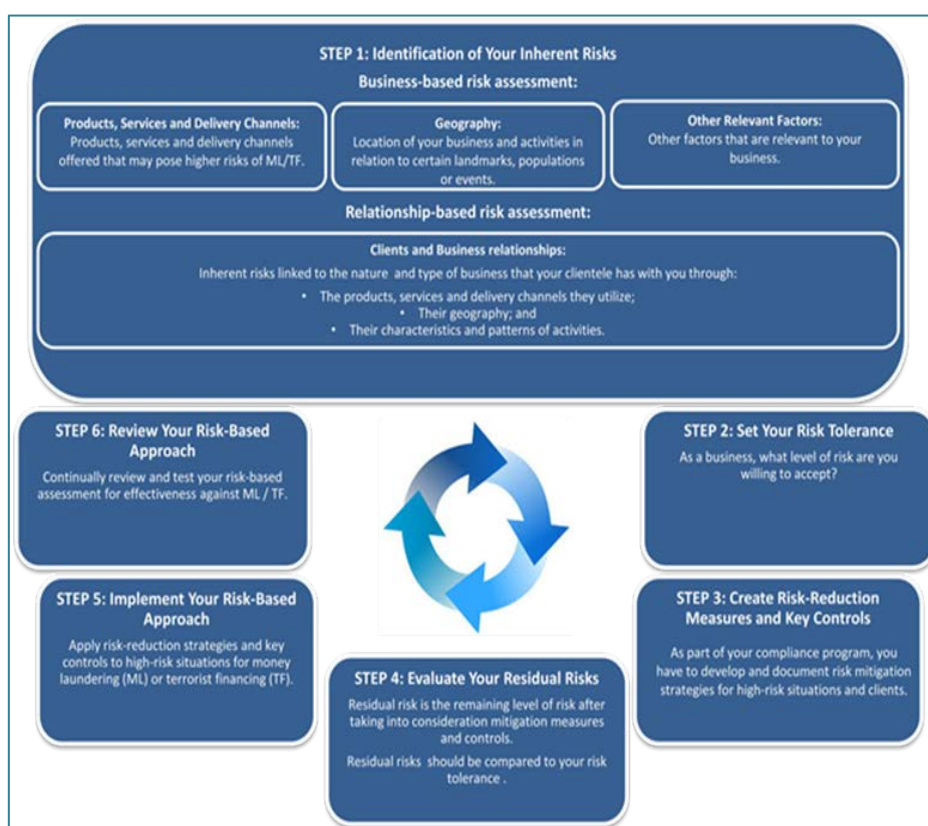 STEP 1: Identification of Your Inherent Risks
Business-based risk assessment:
Products, Services and Delivery Channels:
Products, services and delivery channels
offered that may pose higher risks of ML/TF.
Geography:
Location of your business and activities in
relation to certain landmarks, populations
or events.
Other Relevant Factors:
Other factors that are relevant to your
business.
Relationship-based risk assessment:
Clients and Business relationships:
Inherent risks linked to the nature and type of business that your clientele has with you through:
• The products, services and delivery channels they utilize;
• Their geography; and
• Their characteristics and patterns of activities.
STEP 2: Set Your Risk Tolerance
As a business, what level of risk are you
willing to accept?
STEP 3: Create Risk-Reduction
Measures and Key Controls
As part of your compliance program, you
have to develop and document risk mitigation
strategies for high-risk situations and clients.
STEP 4: Evaluate Your Residual Risks
Residual risk is the remaining level of risk after
taking into consideration mitigation measures
and controls.
Residual risks should be compared to your risk
tolerance .
STEP 5: Implement Your Risk-Based
Approach
Apply risk-reduction strategies and key
controls to high-risk situations for money
laundering (ML) or terrorist financing (TF).
STEP 6: Review Your Risk-Based
Approach
Continually review and test your risk-based
assessment for effectiveness against ML / TF.